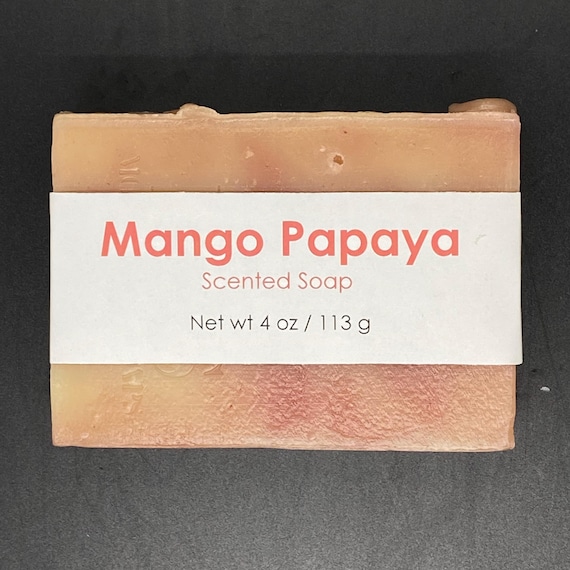 Mango Papaya
Scented Soap
Net wt 4 oz / 113 g